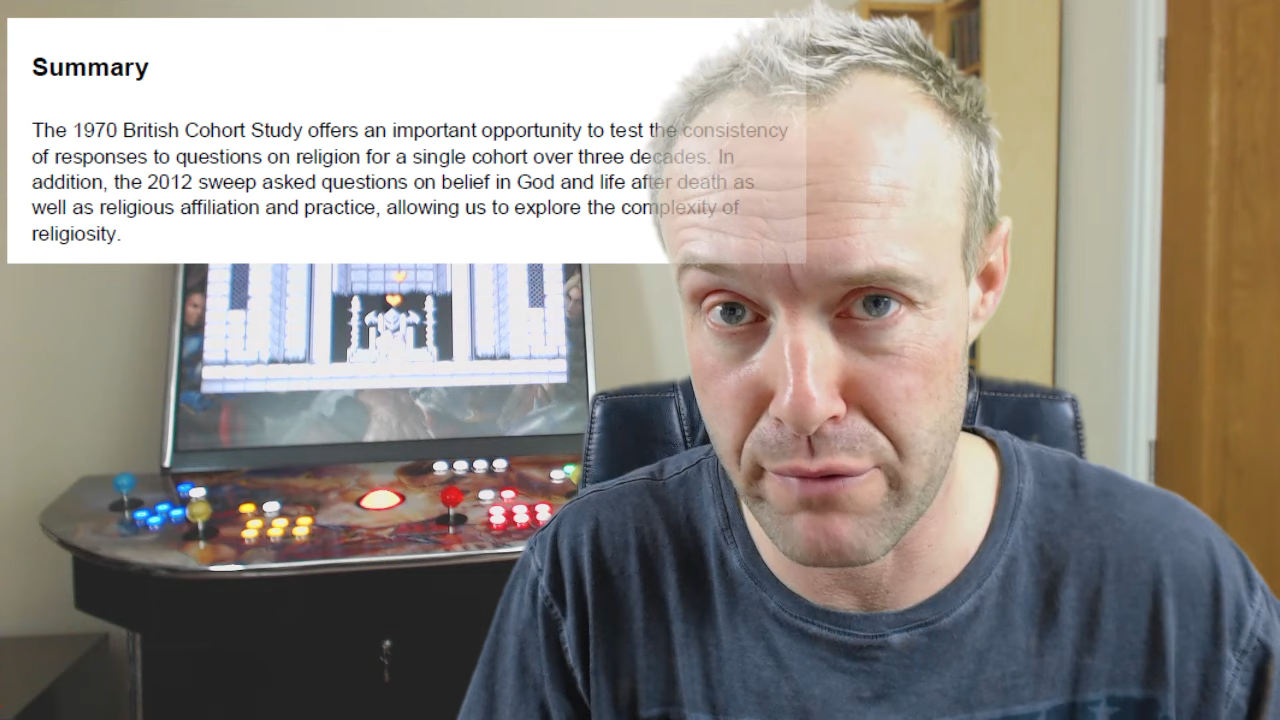 Summary
The 1970 British Cohort Study offers an important opportunity to test the consistency
of responses to questions on religion for a single cohort over three decades. In
addition, the 2012 sweep asked questions on belief in God and life after death as
well as religious affiliation and practice, allowing us to explore the complexity of
religiosity.